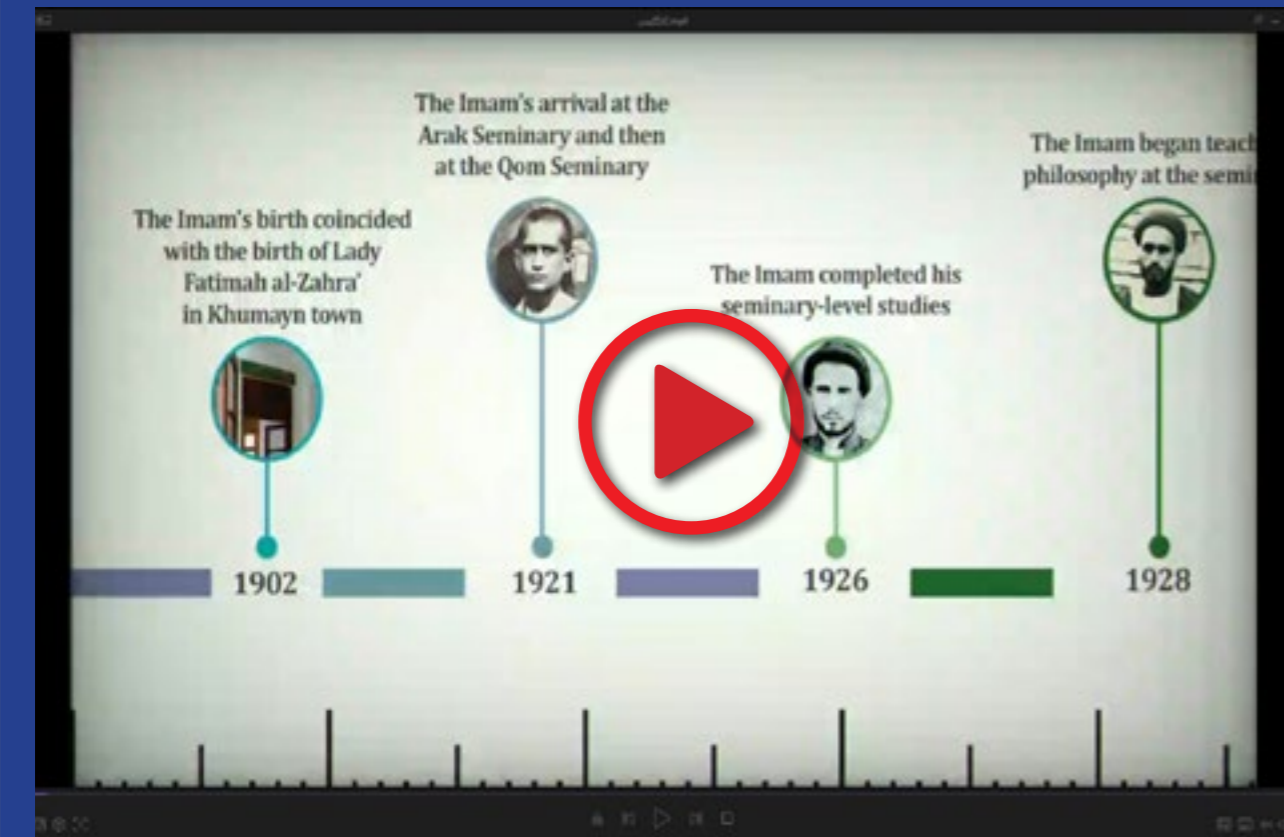 The Imam's birth coincided
with the birth of Lady
Fatimah al-Zahra'
in Khumayn town
1902
The Imam's arrival at the
Arak Seminary and then
at the Qom Seminary
1921
The Imam completed his
seminary-level studies
1926
The Imam began teach
philosophy at the semi
1928